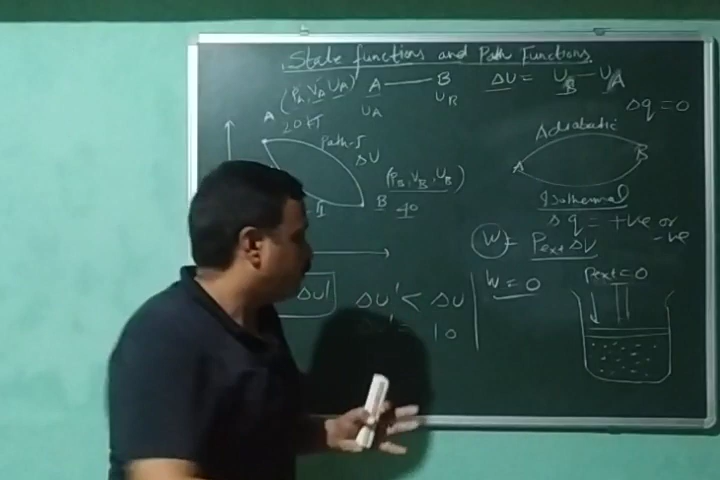 State functions and Path Functions.
(PA, VA UA) A — B ΔU = UB — UA
UA UB
Δq = 0
A
20 kJ
Path-I
ΔU
(PB, VB, UB)
B 40
Adiabatic
A B
Isothermal
Δq = +ve or
-ve
W = Pext ΔV
W = 0
Pext = 0
ΔU' ΔU' < ΔU
10